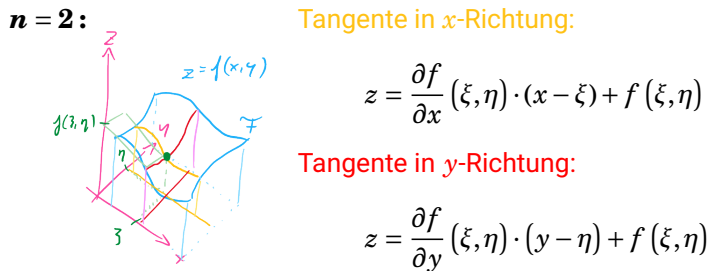 n = 2 :
z
z = f(x,y)
f(ξ,η)
y
F
η
ξ
x
Tangente in x-Richtung:
z = ∂f/∂x (ξ,η) · (x − ξ) + f (ξ,η)
Tangente in y-Richtung:
z = ∂f/∂y (ξ,η) · (y − η) + f (ξ,η)